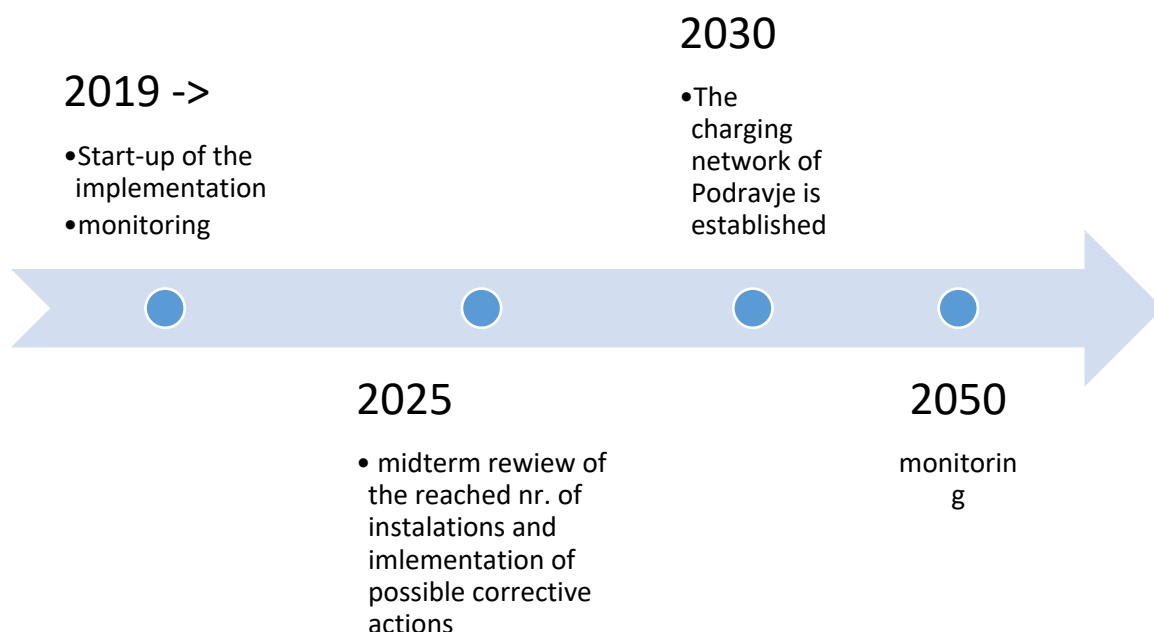 2019 ->
•Start-up of the
implementation
•monitoring
2025
• midterm rewiew of
the reached nr. of
instalations and
imlementation of
possible corrective
actions
2030
•The
charging
network of
Podravje is
established
2050
monitorin
g